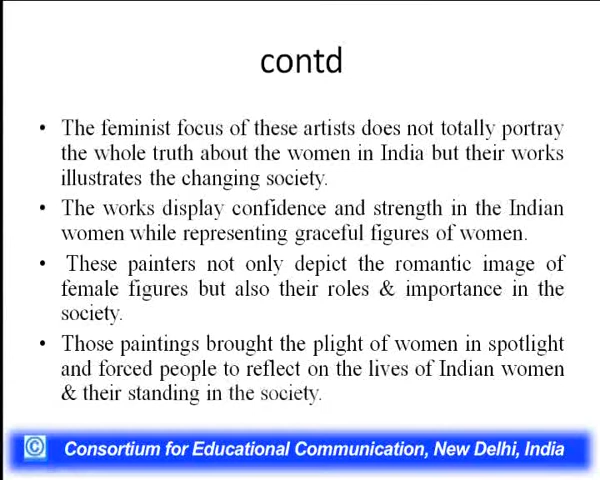 contd
• The feminist focus of these artists does not totally portray
the whole truth about the women in India but their works
illustrates the changing society.
• The works display confidence and strength in the Indian
women while representing graceful figures of women.
• These painters not only depict the romantic image of
female figures but also their roles & importance in the
society.
• Those paintings brought the plight of women in spotlight
and forced people to reflect on the lives of Indian women
& their standing in the society.
© Consortium for Educational Communication, New Delhi, India